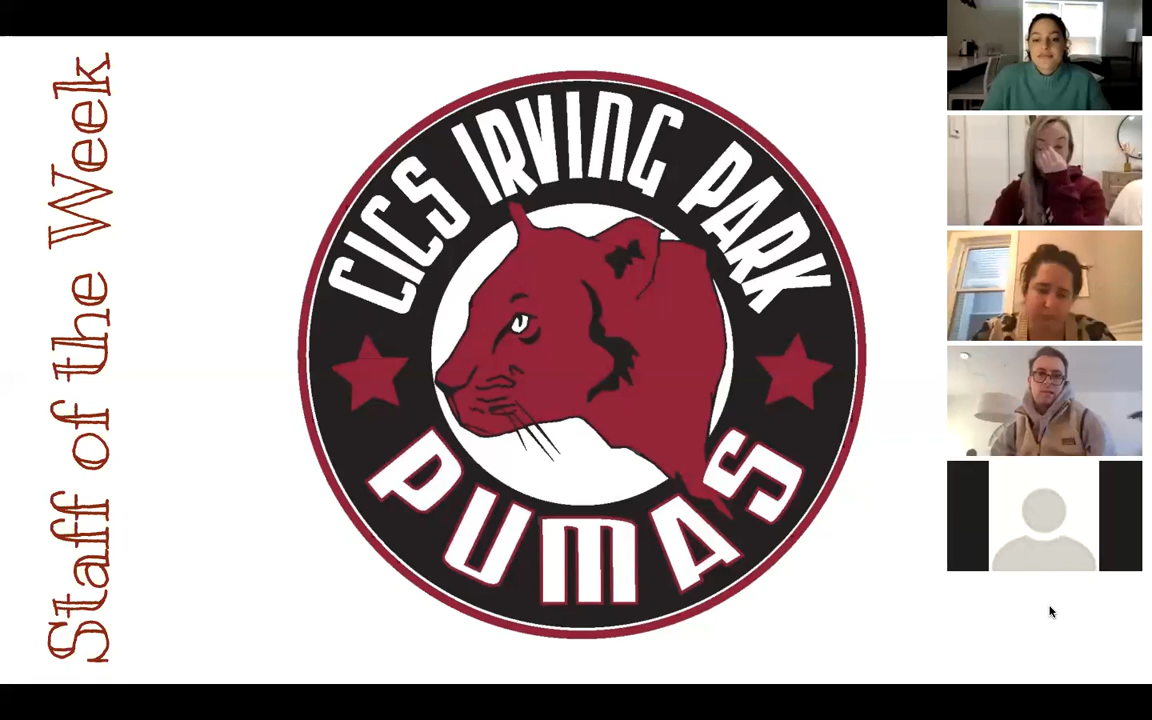 Staff of the Week
CICS IRVING PARK
PUMAS